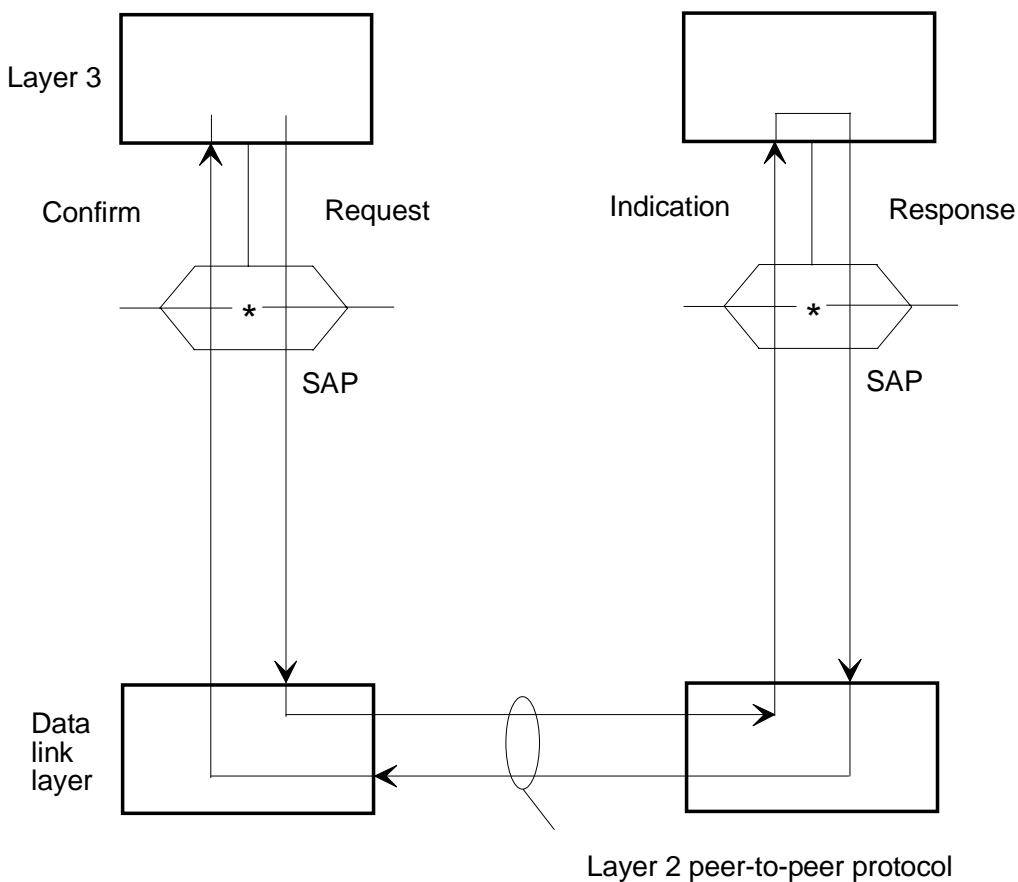 Layer 3
Confirm
Request
Indication
Response
*
*
SAP
SAP
Data
link
layer
Layer 2 peer-to-peer protocol